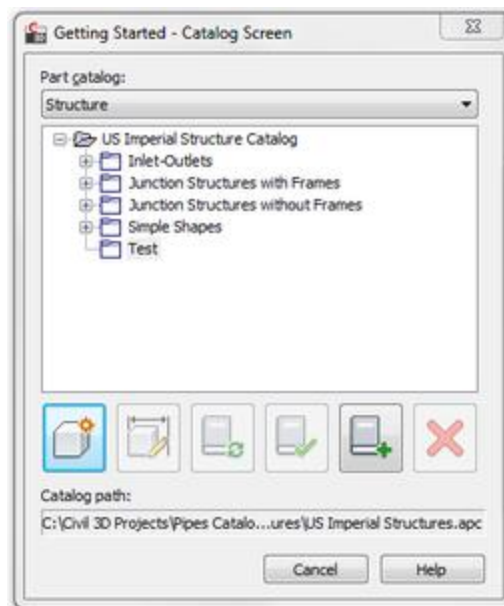 Getting Started - Catalog Screen
Part catalog:
Structure
US Imperial Structure Catalog
Inlet-Outlets
Junction Structures with Frames
Junction Structures without Frames
Simple Shapes
Test
Catalog path:
C:\Civil 3D Projects\Pipes Catalo...ures\US Imperial Structures.apc
Cancel Help